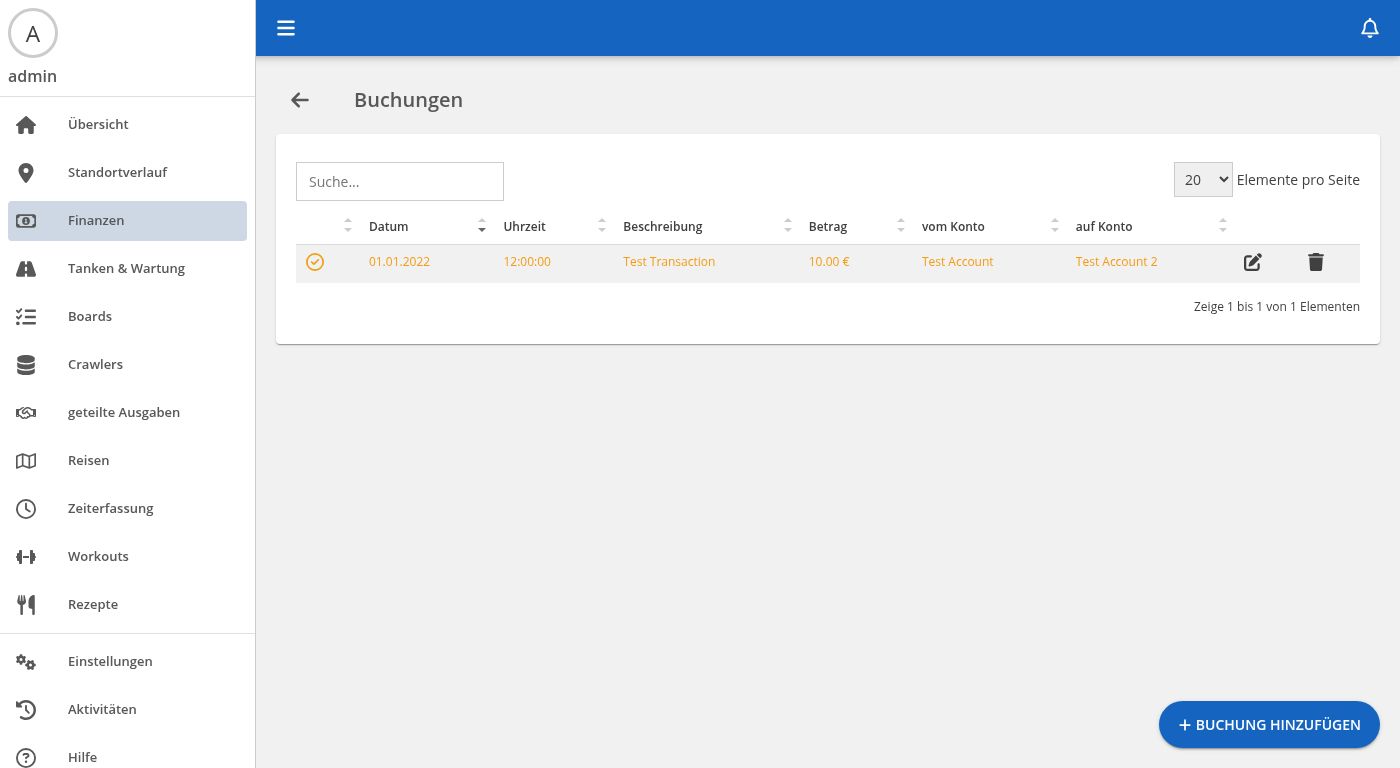 A
admin
Übersicht
Standortverlauf
Finanzen
Tanken & Wartung
Boards
Crawlers
geteilte Ausgaben
Reisen
Zeiterfassung
Workouts
Rezepte
Einstellungen
Aktivitäten
Hilfe
Buchungen
Suche...
20 Elemente pro Seite
Datum Uhrzeit Beschreibung Betrag vom Konto auf Konto
01.01.2022 12:00:00 Test Transaction 10.00 € Test Account Test Account 2
Zeige 1 bis 1 von 1 Elementen
+ BUCHUNG HINZUFÜGEN